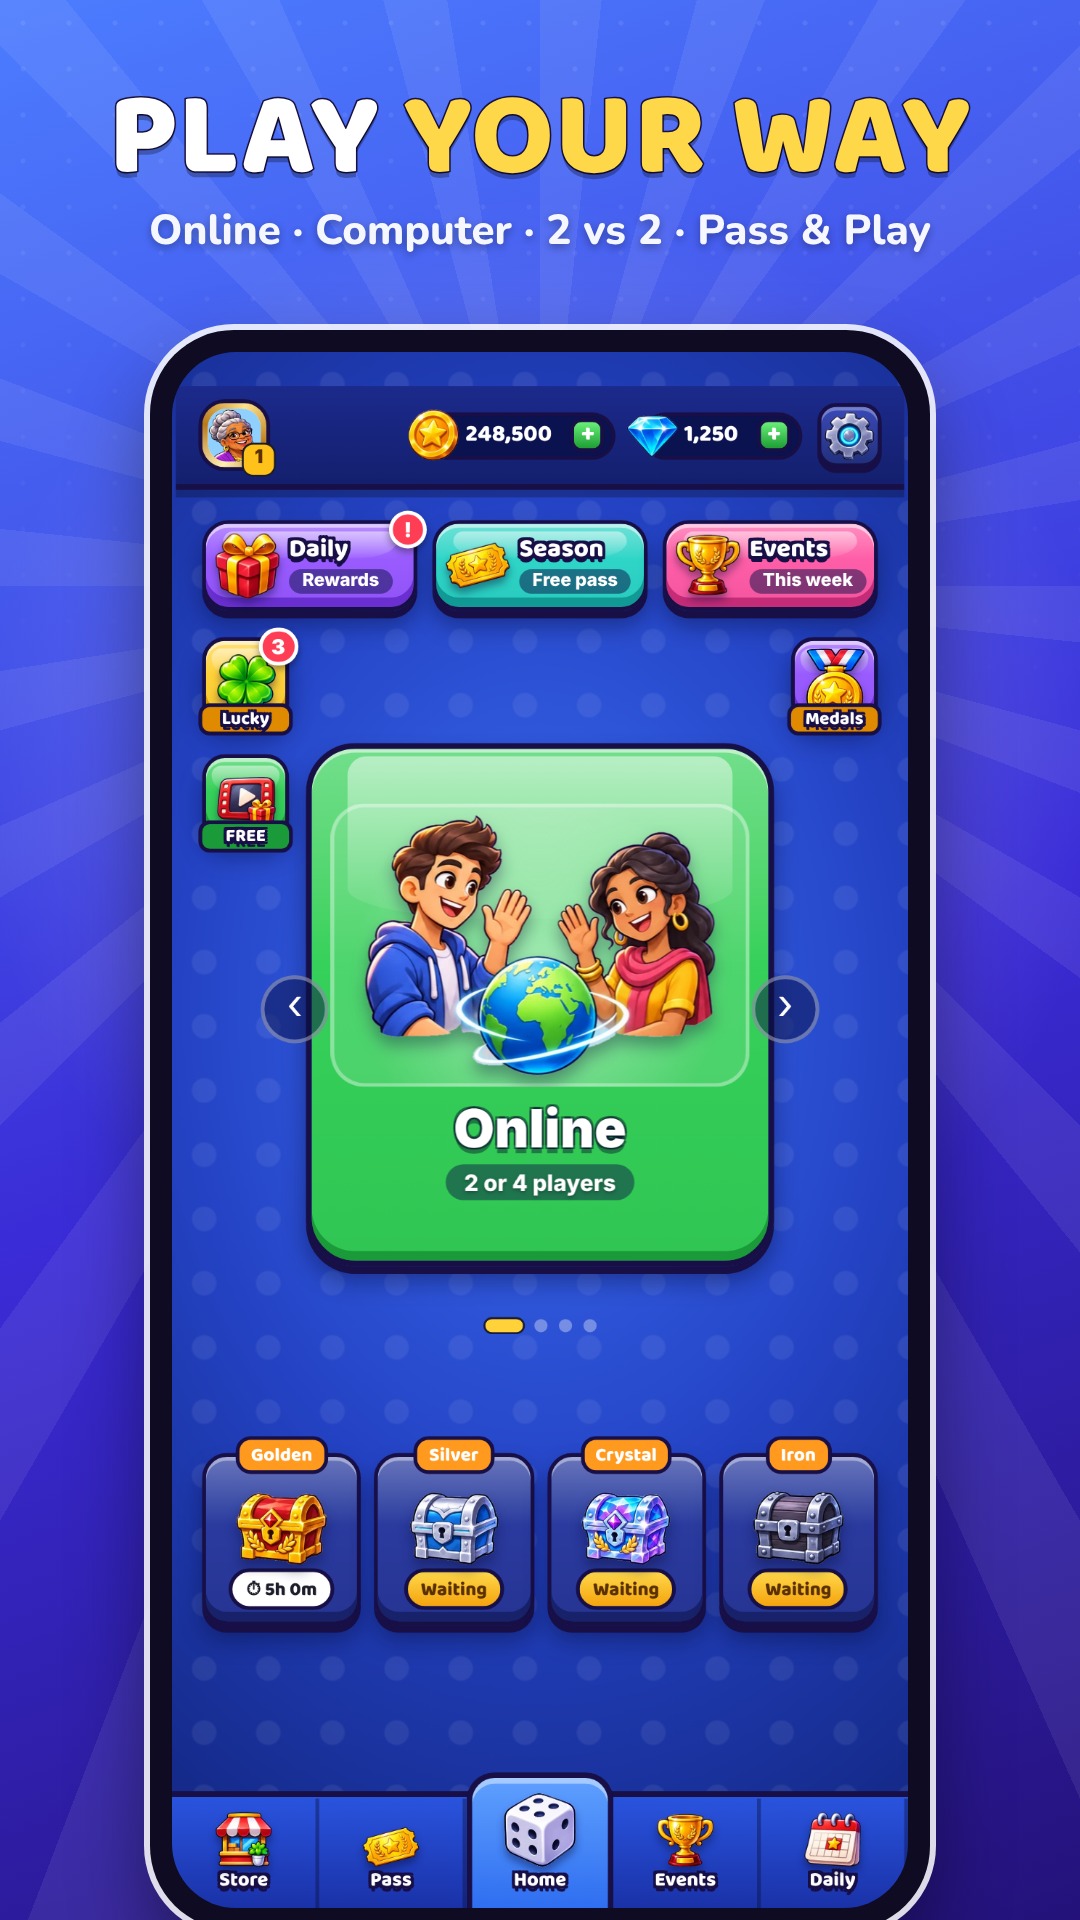 PLAY YOUR WAY
Online · Computer · 2 vs 2 · Pass & Play
1
248,500 +
1,250 +
Daily
Rewards
!
Season
Free pass
Events
This week
3
Lucky
Medals
FREE
‹ ›
Online
2 or 4 players
Golden Silver Crystal Iron
5h 0m Waiting Waiting Waiting
Store Pass Home Events Daily